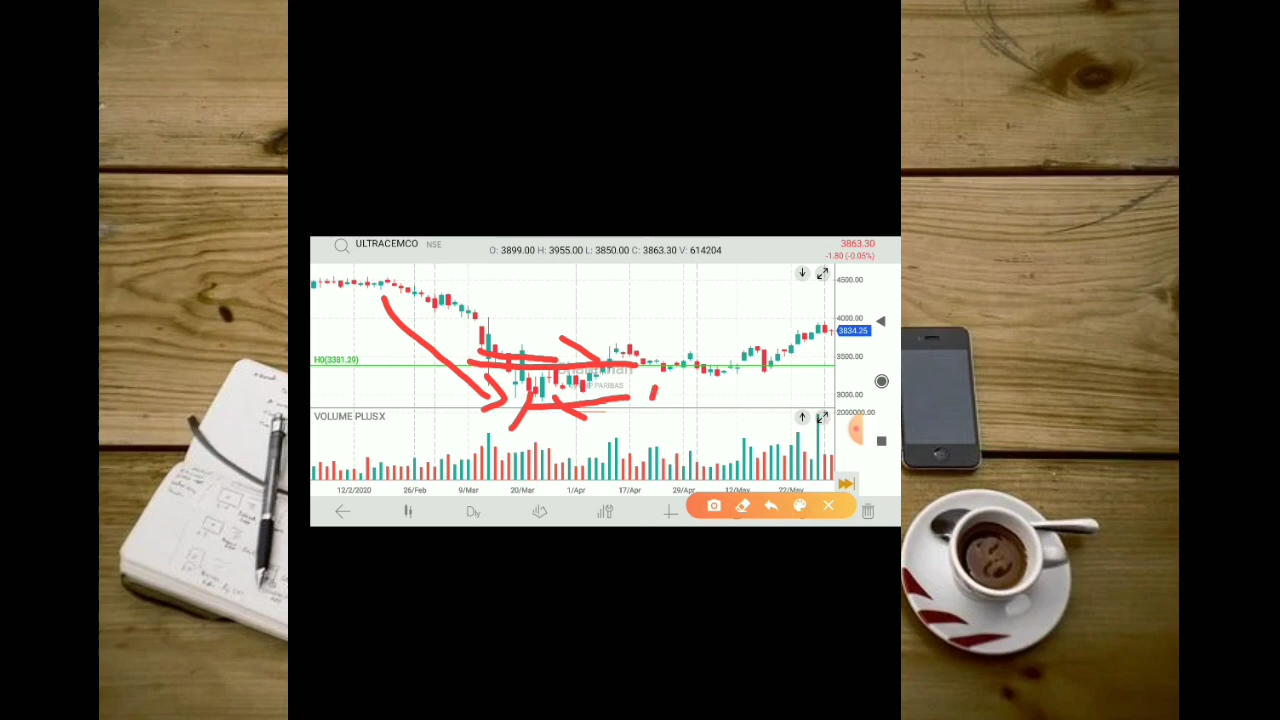 ULTRACEMCO NSE
O: 3899.00 H: 3955.00 L: 3850.00 C: 3863.30 V: 614204
3863.30
-1.80 (-0.05%)
4500.00
4000.00
3834.25
3500.00
H0(3381.29)
PARIBAS
3000.00
VOLUME PLUSX
2000000.00
12/2/2020 26/Feb 9/Mar 20/Mar 1/Apr 17/Apr 29/Apr 12/May 22/May
Dly